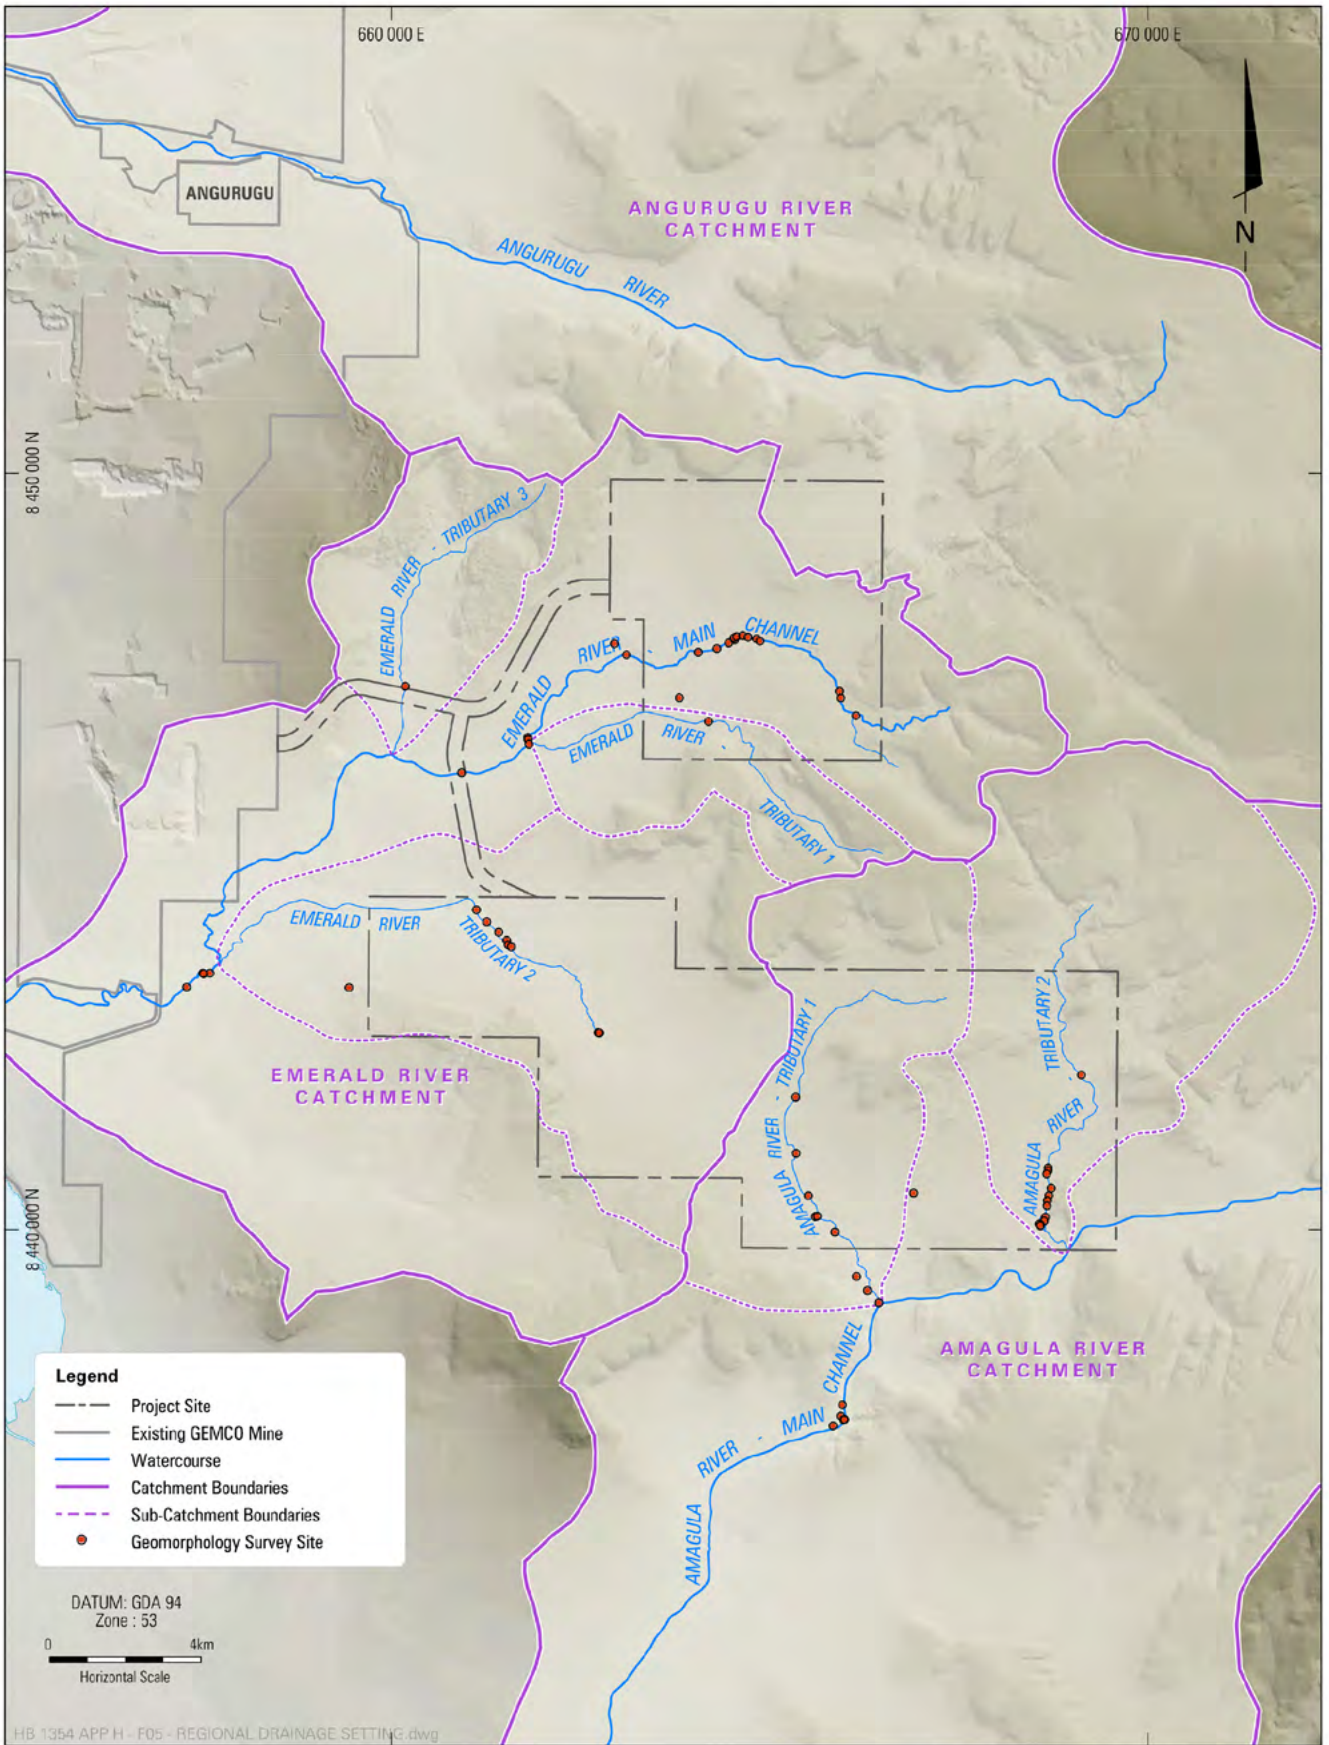 660 000 E
670 000 E
ANGURUGU
ANGURUGU RIVER
CATCHMENT
N
ANGURUGU RIVER
8 450 000 N
EMERALD RIVER - TRIBUTARY 3
EMERALD RIVER - MAIN CHANNEL
EMERALD RIVER - TRIBUTARY 1
EMERALD RIVER
TRIBUTARY 2
AMAGULA RIVER - TRIBUTARY 1
AMAGULA RIVER - TRIBUTARY 2
EMERALD RIVER
CATCHMENT
8 440 000 N
AMAGULA RIVER
CATCHMENT
AMAGULA RIVER - MAIN CHANNEL
Legend
Project Site
Existing GEMCO Mine
Watercourse
Catchment Boundaries
Sub-Catchment Boundaries
Geomorphology Survey Site
DATUM: GDA 94
Zone : 53
0 4km
Horizontal Scale
HB 1354 APP H - F05 - REGIONAL DRAINAGE SETTING.dwg